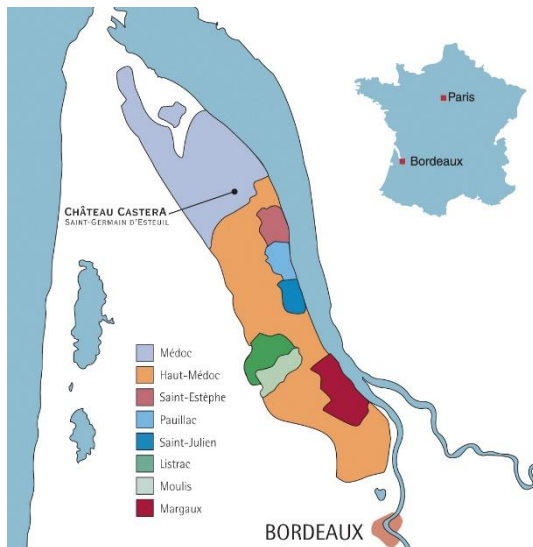 Paris
Bordeaux
CHÂTEAU CASTERA
SAINT-GERMAIN D'ESTEUIL
Médoc
Haut-Médoc
Saint-Estèphe
Pauillac
Saint-Julien
Listrac
Moulis
Margaux
BORDEAUX